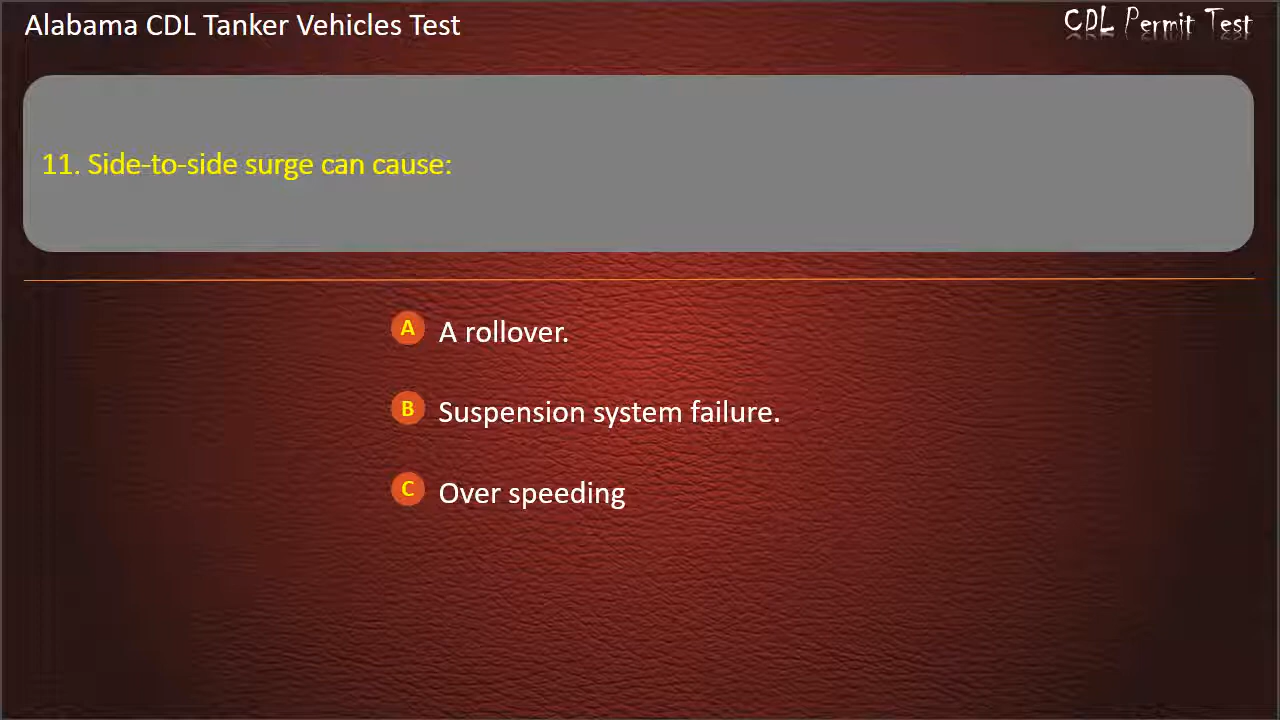 Alabama CDL Tanker Vehicles Test
CDL Permit Test
11. Side-to-side surge can cause:
A A rollover.
B Suspension system failure.
C Over speeding